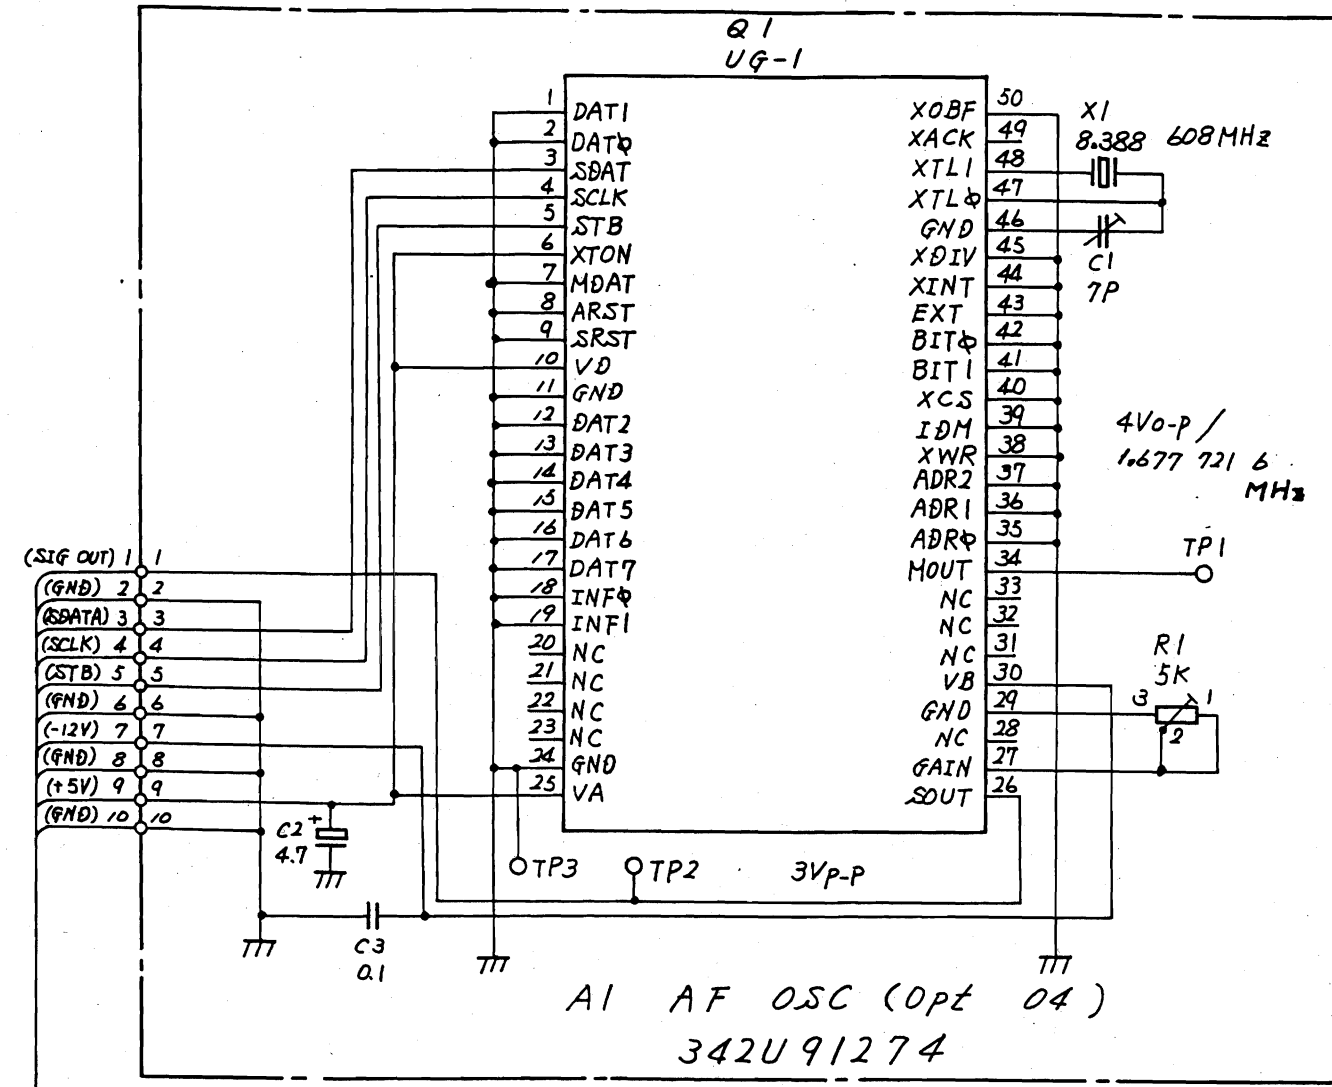 Q1
UG-1
1 DAT1
2 DATφ
3 SDAT
4 SCLK
5 STB
6 XTON
7 MDAT
8 ARST
9 SRST
10 VD
11 GND
12 DAT2
13 DAT3
14 DAT4
15 DAT5
16 DAT6
17 DAT7
18 INFφ
19 INF1
20 NC
21 NC
22 NC
23 NC
24 GND
25 VA
XOBF 50
XACK 49
XTL1 48
XTLφ 47
GND 46
XDIV 45
XINT 44
EXT 43
BITφ 42
BIT1 41
XCS 40
IDM 39
XWR 38
ADR2 37
ADR1 36
ADRφ 35
MOUT 34
NC 33
NC 32
NC 31
VB 30
GND 29
NC 28
GAIN 27
SOUT 26
X1
8.388 608MHz
C1
7P
4Vo-p /
1.677 721 6
MHz
TP1
R1
5K
3 1
2
(SIG OUT) 1 1
(GND) 2 2
(SDATA) 3 3
(SCLK) 4 4
(STB) 5 5
(GND) 6 6
(-12V) 7 7
(GND) 8 8
(+5V) 9 9
(GND) 10 10
C2 +
4.7
TP3
TP2
3Vp-p
C3
0.1
A1 AF OSC (Opt 04)
342U91274